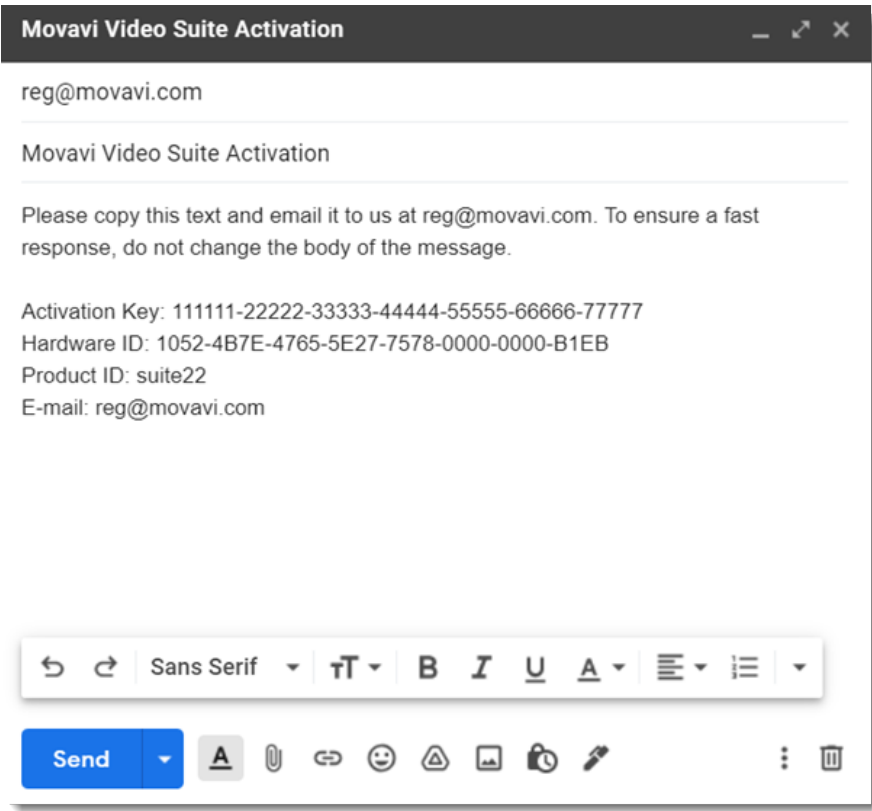 Movavi Video Suite Activation
reg@movavi.com
Movavi Video Suite Activation
Please copy this text and email it to us at reg@movavi.com. To ensure a fast
response, do not change the body of the message.
Activation Key: 111111-22222-33333-44444-55555-66666-77777
Hardware ID: 1052-4B7E-4765-5E27-7578-0000-0000-B1EB
Product ID: suite22
E-mail: reg@movavi.com
Sans Serif
Send